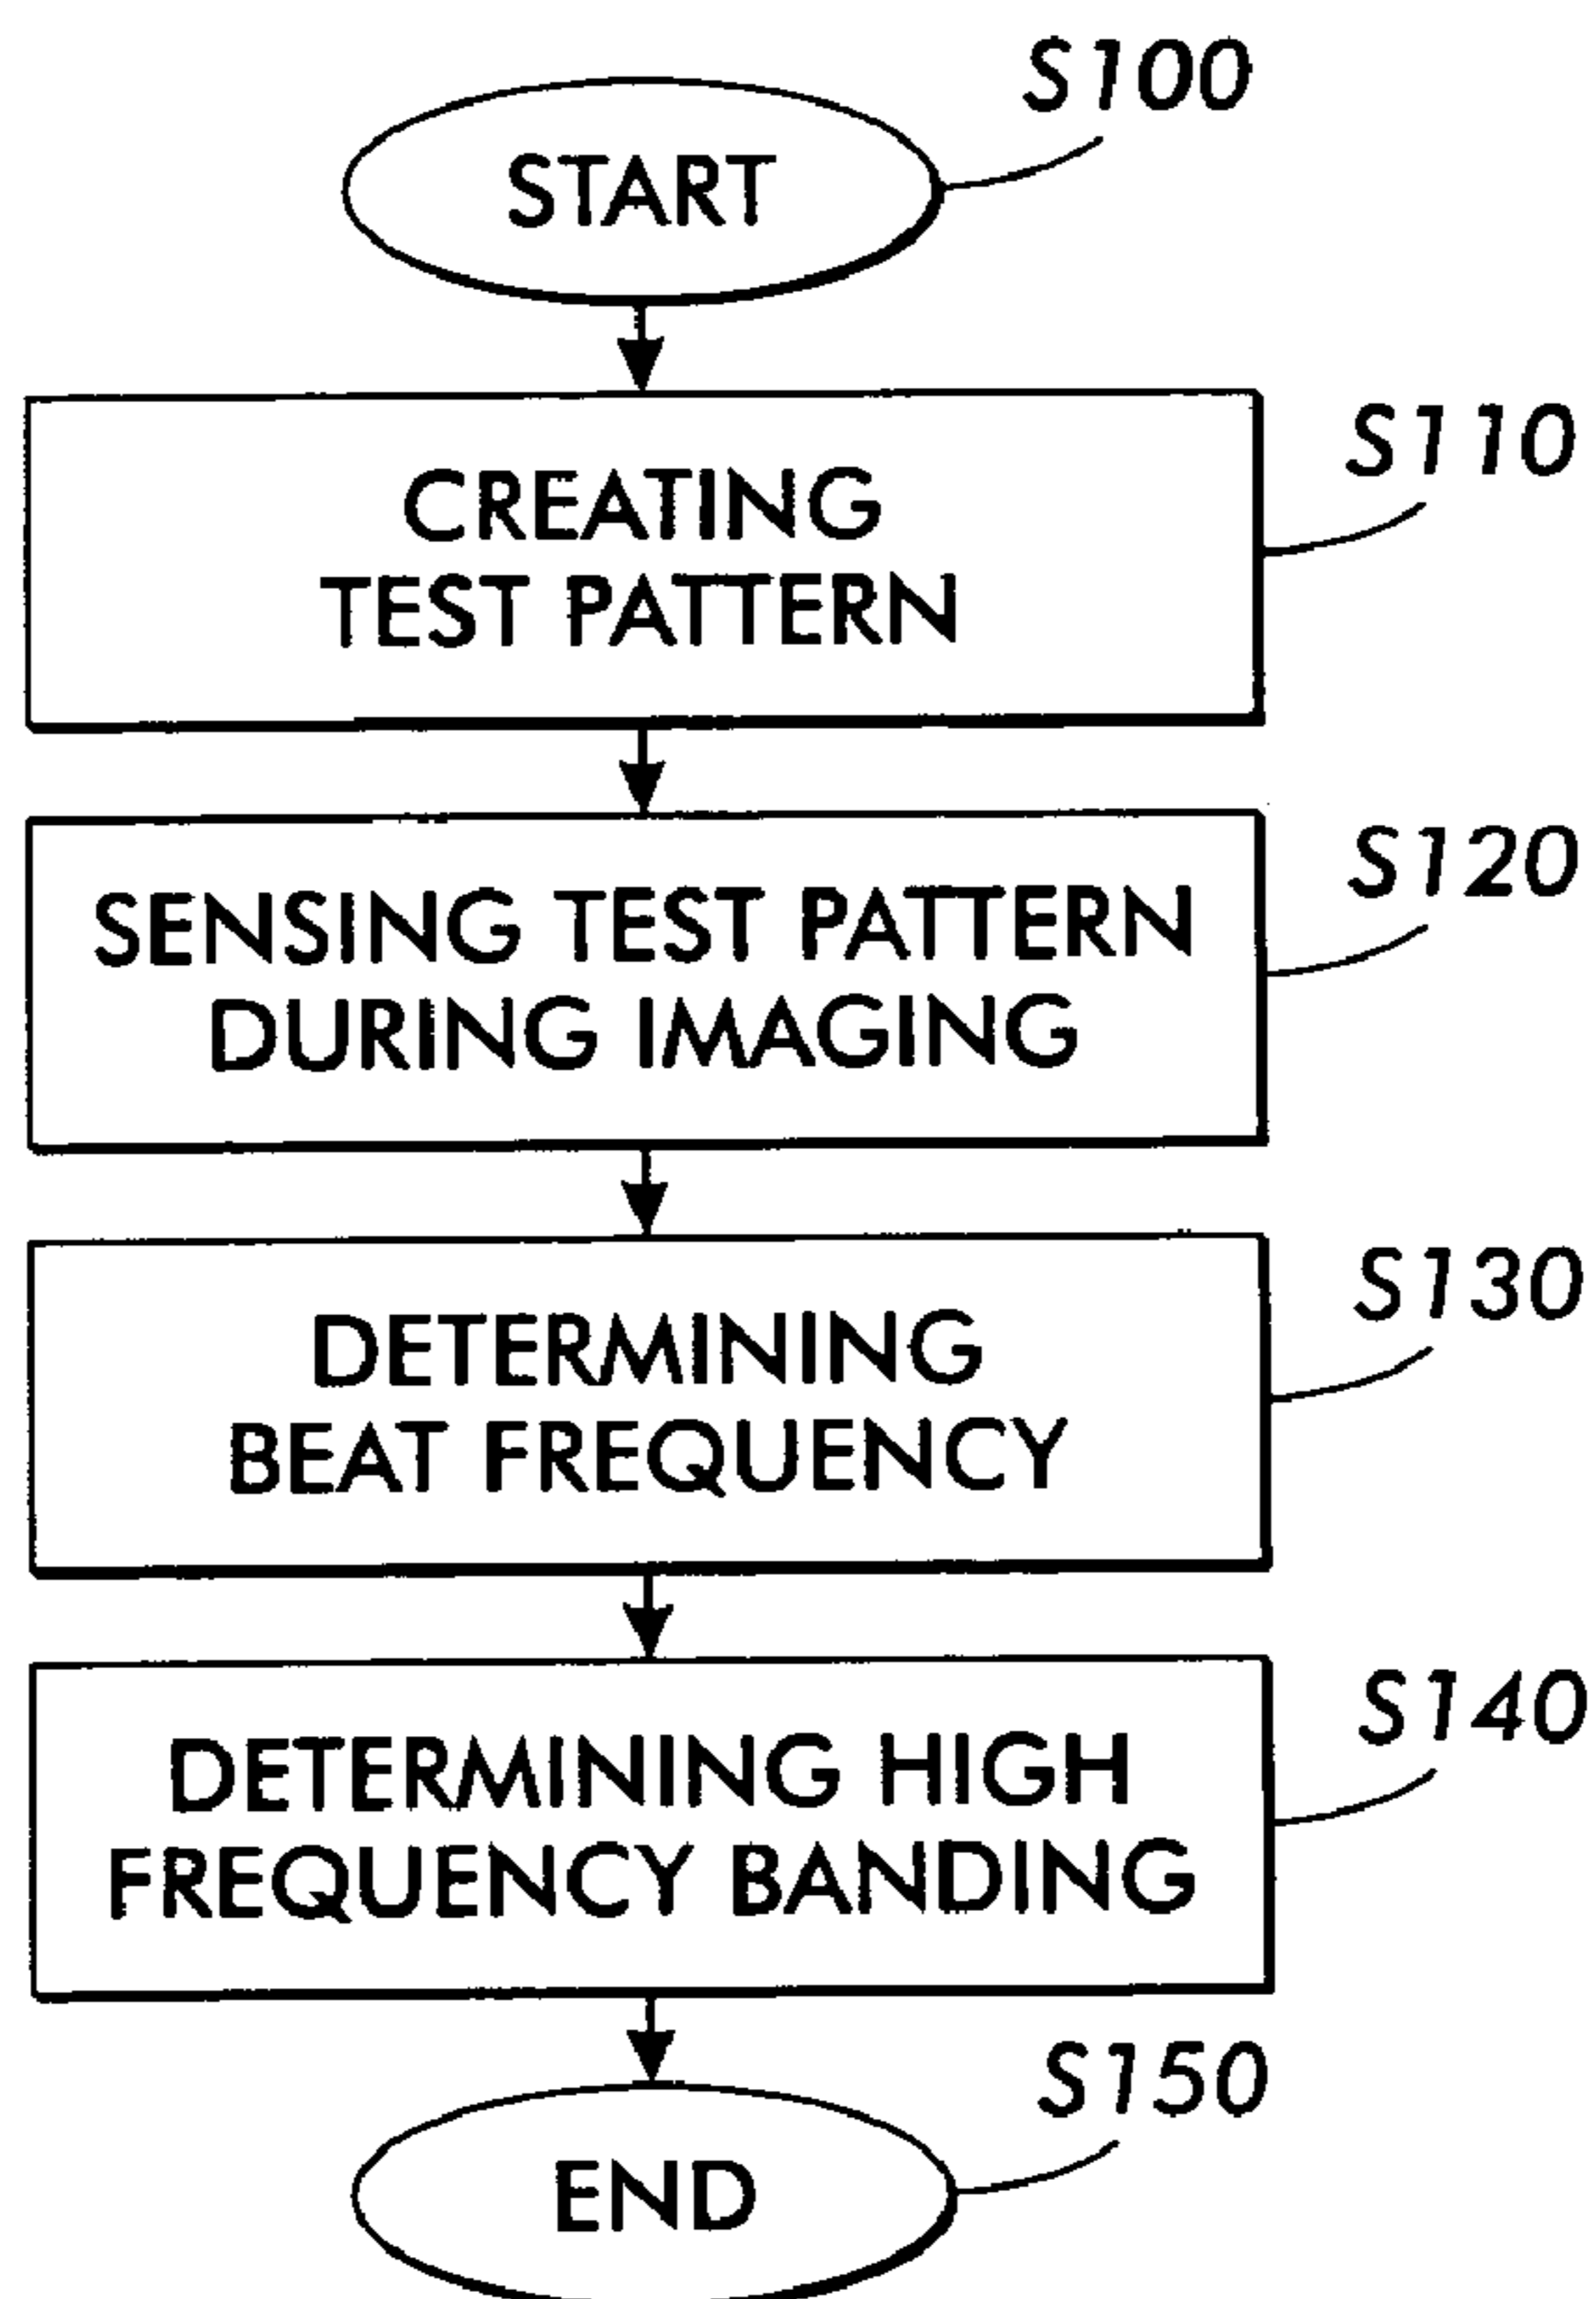 S100
START
S110
CREATING
TEST PATTERN
S120
SENSING TEST PATTERN
DURING IMAGING
S130
DETERMINING
BEAT FREQUENCY
S140
DETERMINING HIGH
FREQUENCY BANDING
S150
END